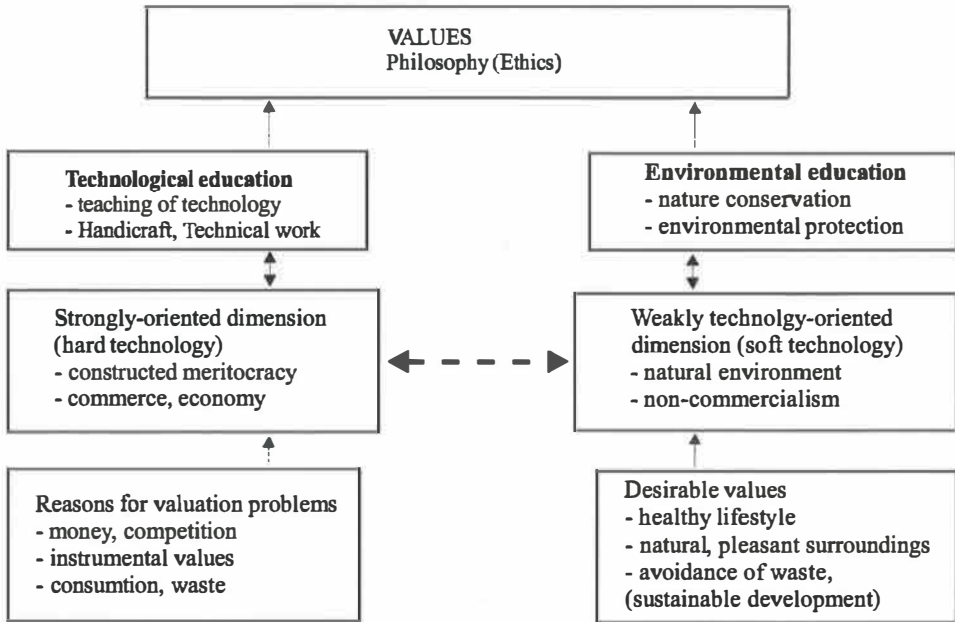 VALUES
Philosophy (Ethics)
Technological education
- teaching of technology
- Handicraft, Technical work
Environmental education
- nature conservation
- environmental protection
Strongly-oriented dimension
(hard technology)
- constructed meritocracy
- commerce, economy
Weakly technolgy-oriented
dimension (soft technology)
- natural environment
- non-commercialism
Reasons for valuation problems
- money, competition
- instrumental values
- consumtion, waste
Desirable values
- healthy lifestyle
- natural, pleasant surroundings
- avoidance of waste,
(sustainable development)